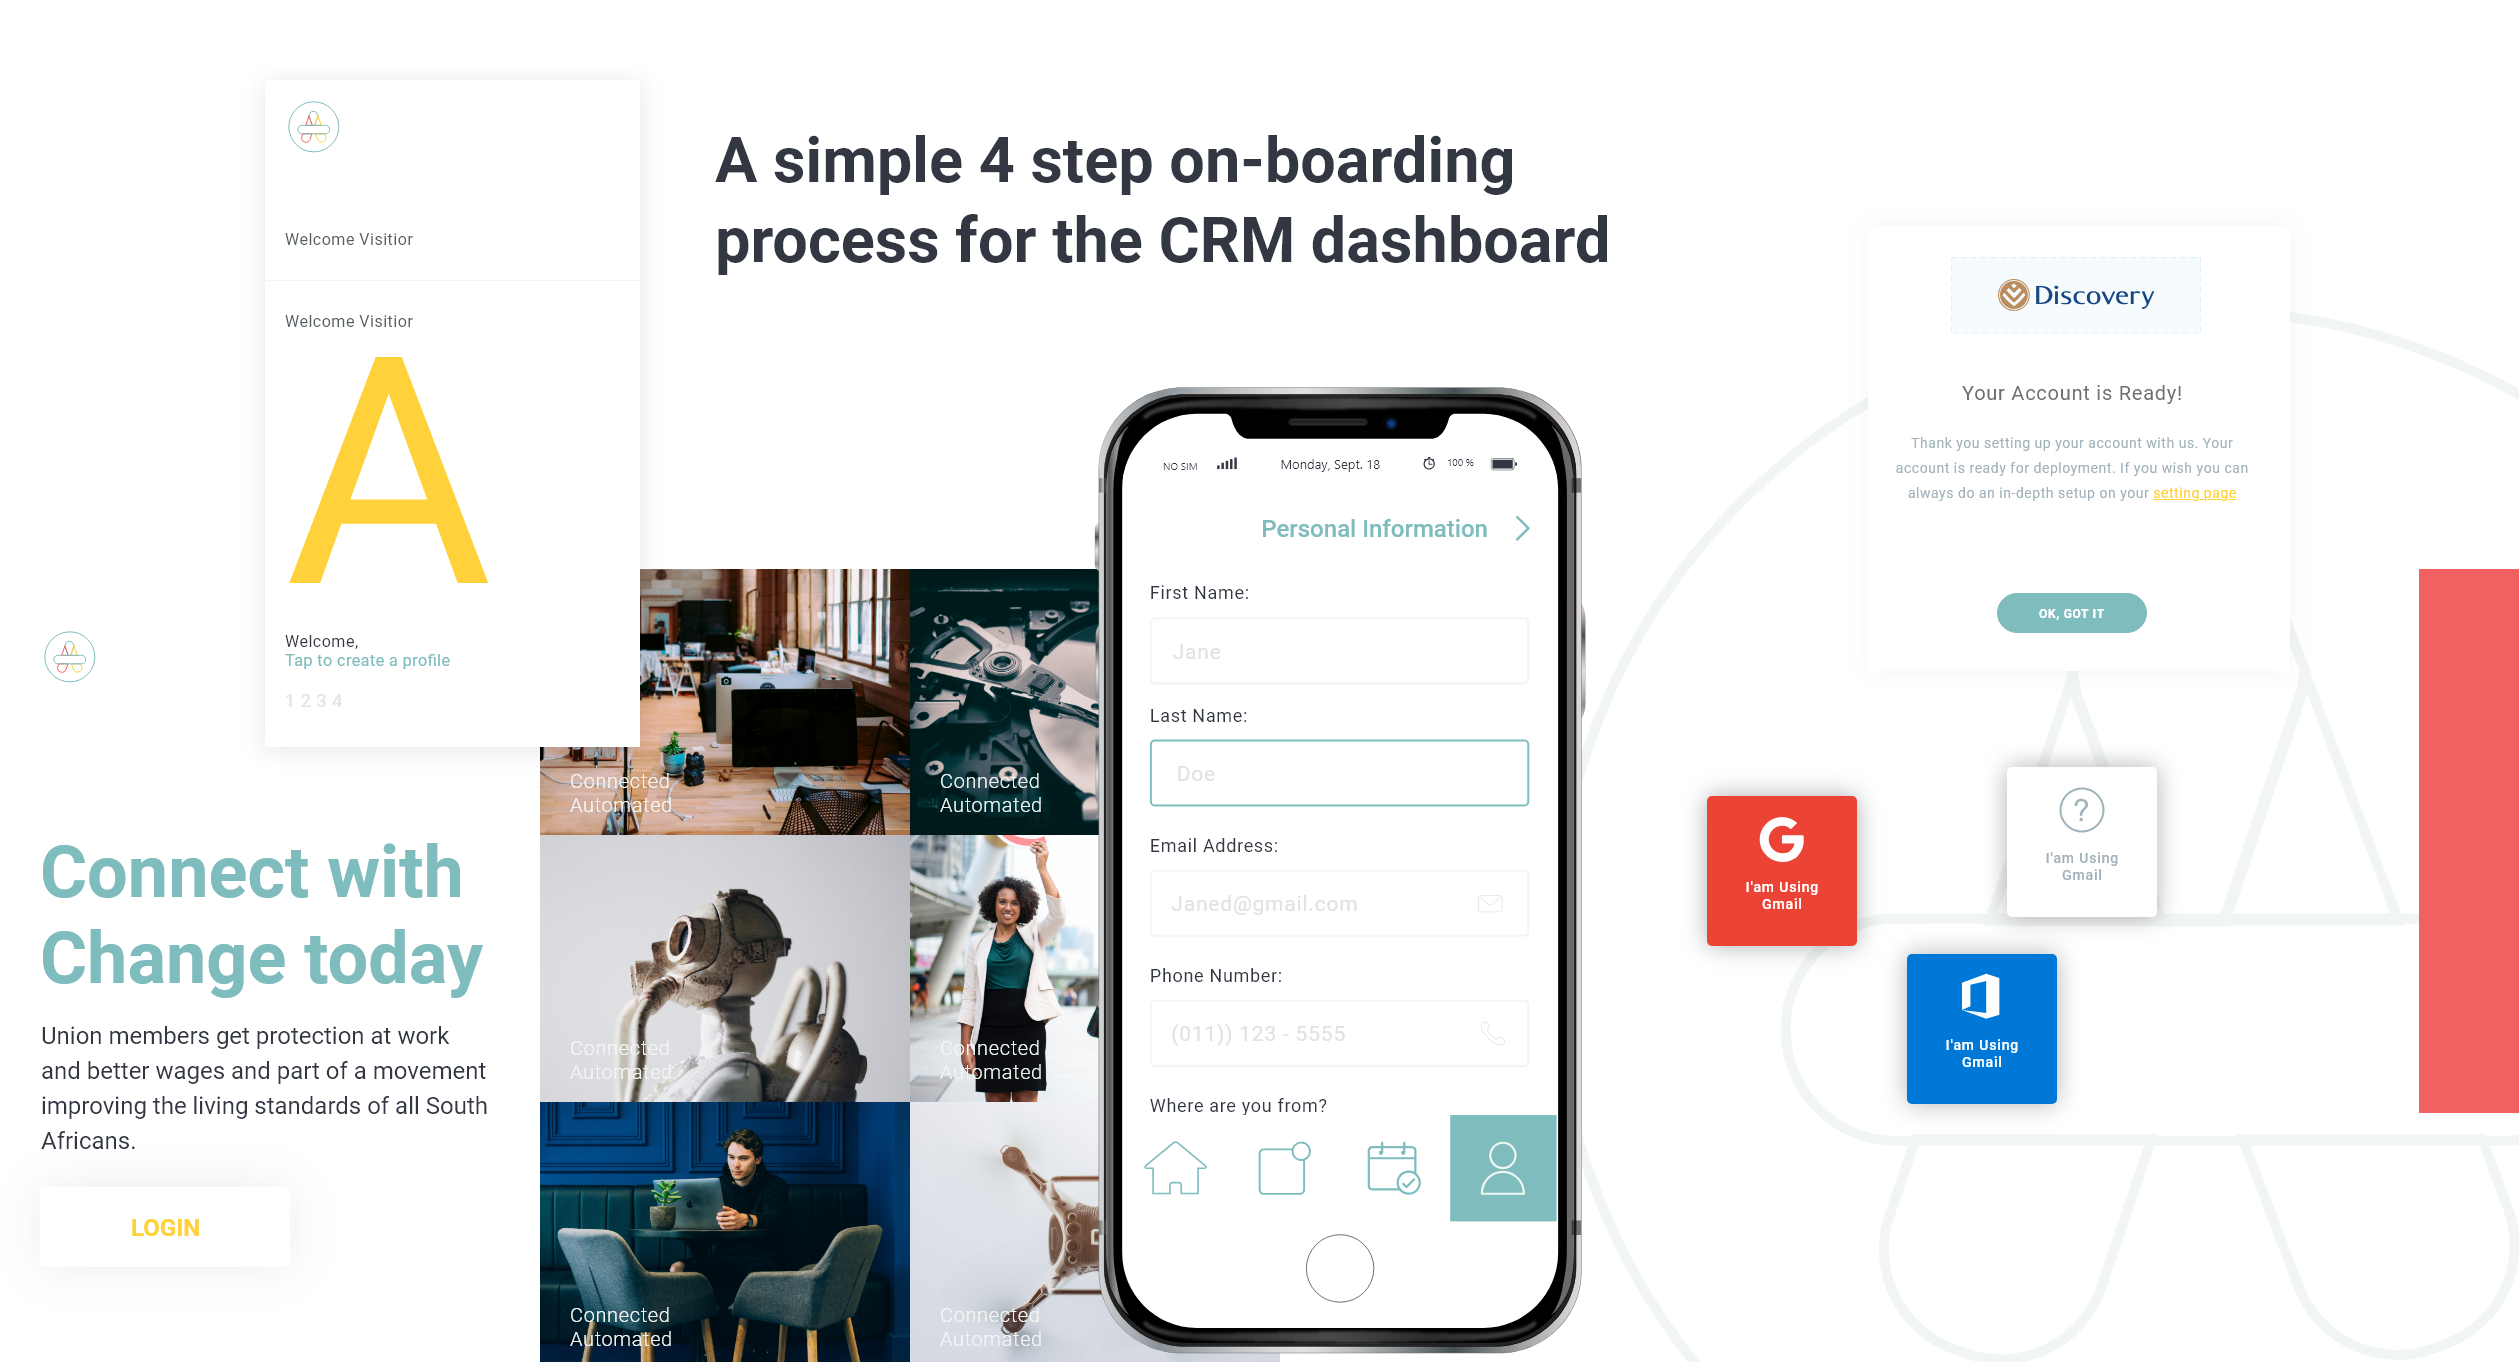 A simple 4 step on-boarding
process for the CRM dashboard
Welcome Visitior
Welcome Visitior
A
Welcome,
Tap to create a profile
1 2 3 4
Connect with
Change today
Union members get protection at work
and better wages and part of a movement
improving the living standards of all South
Africans.
LOGIN
Connected
Automated
Connected
Automated
Connected
Automated
Connected
Automated
Connected
Automated
Connected
Automated
NO SIM
Monday, Sept. 18
100 %
Personal Information
First Name:
Jane
Last Name:
Doe
Email Address:
Janed@gmail.com
Phone Number:
(011)) 123 - 5555
Where are you from?
Discovery
Your Account is Ready!
Thank you setting up your account with us. Your
account is ready for deployment. If you wish you can
always do an in-depth setup on your setting page
OK, GOT IT
G
I'am Using
Gmail
?
I'am Using
Gmail
I'am Using
Gmail